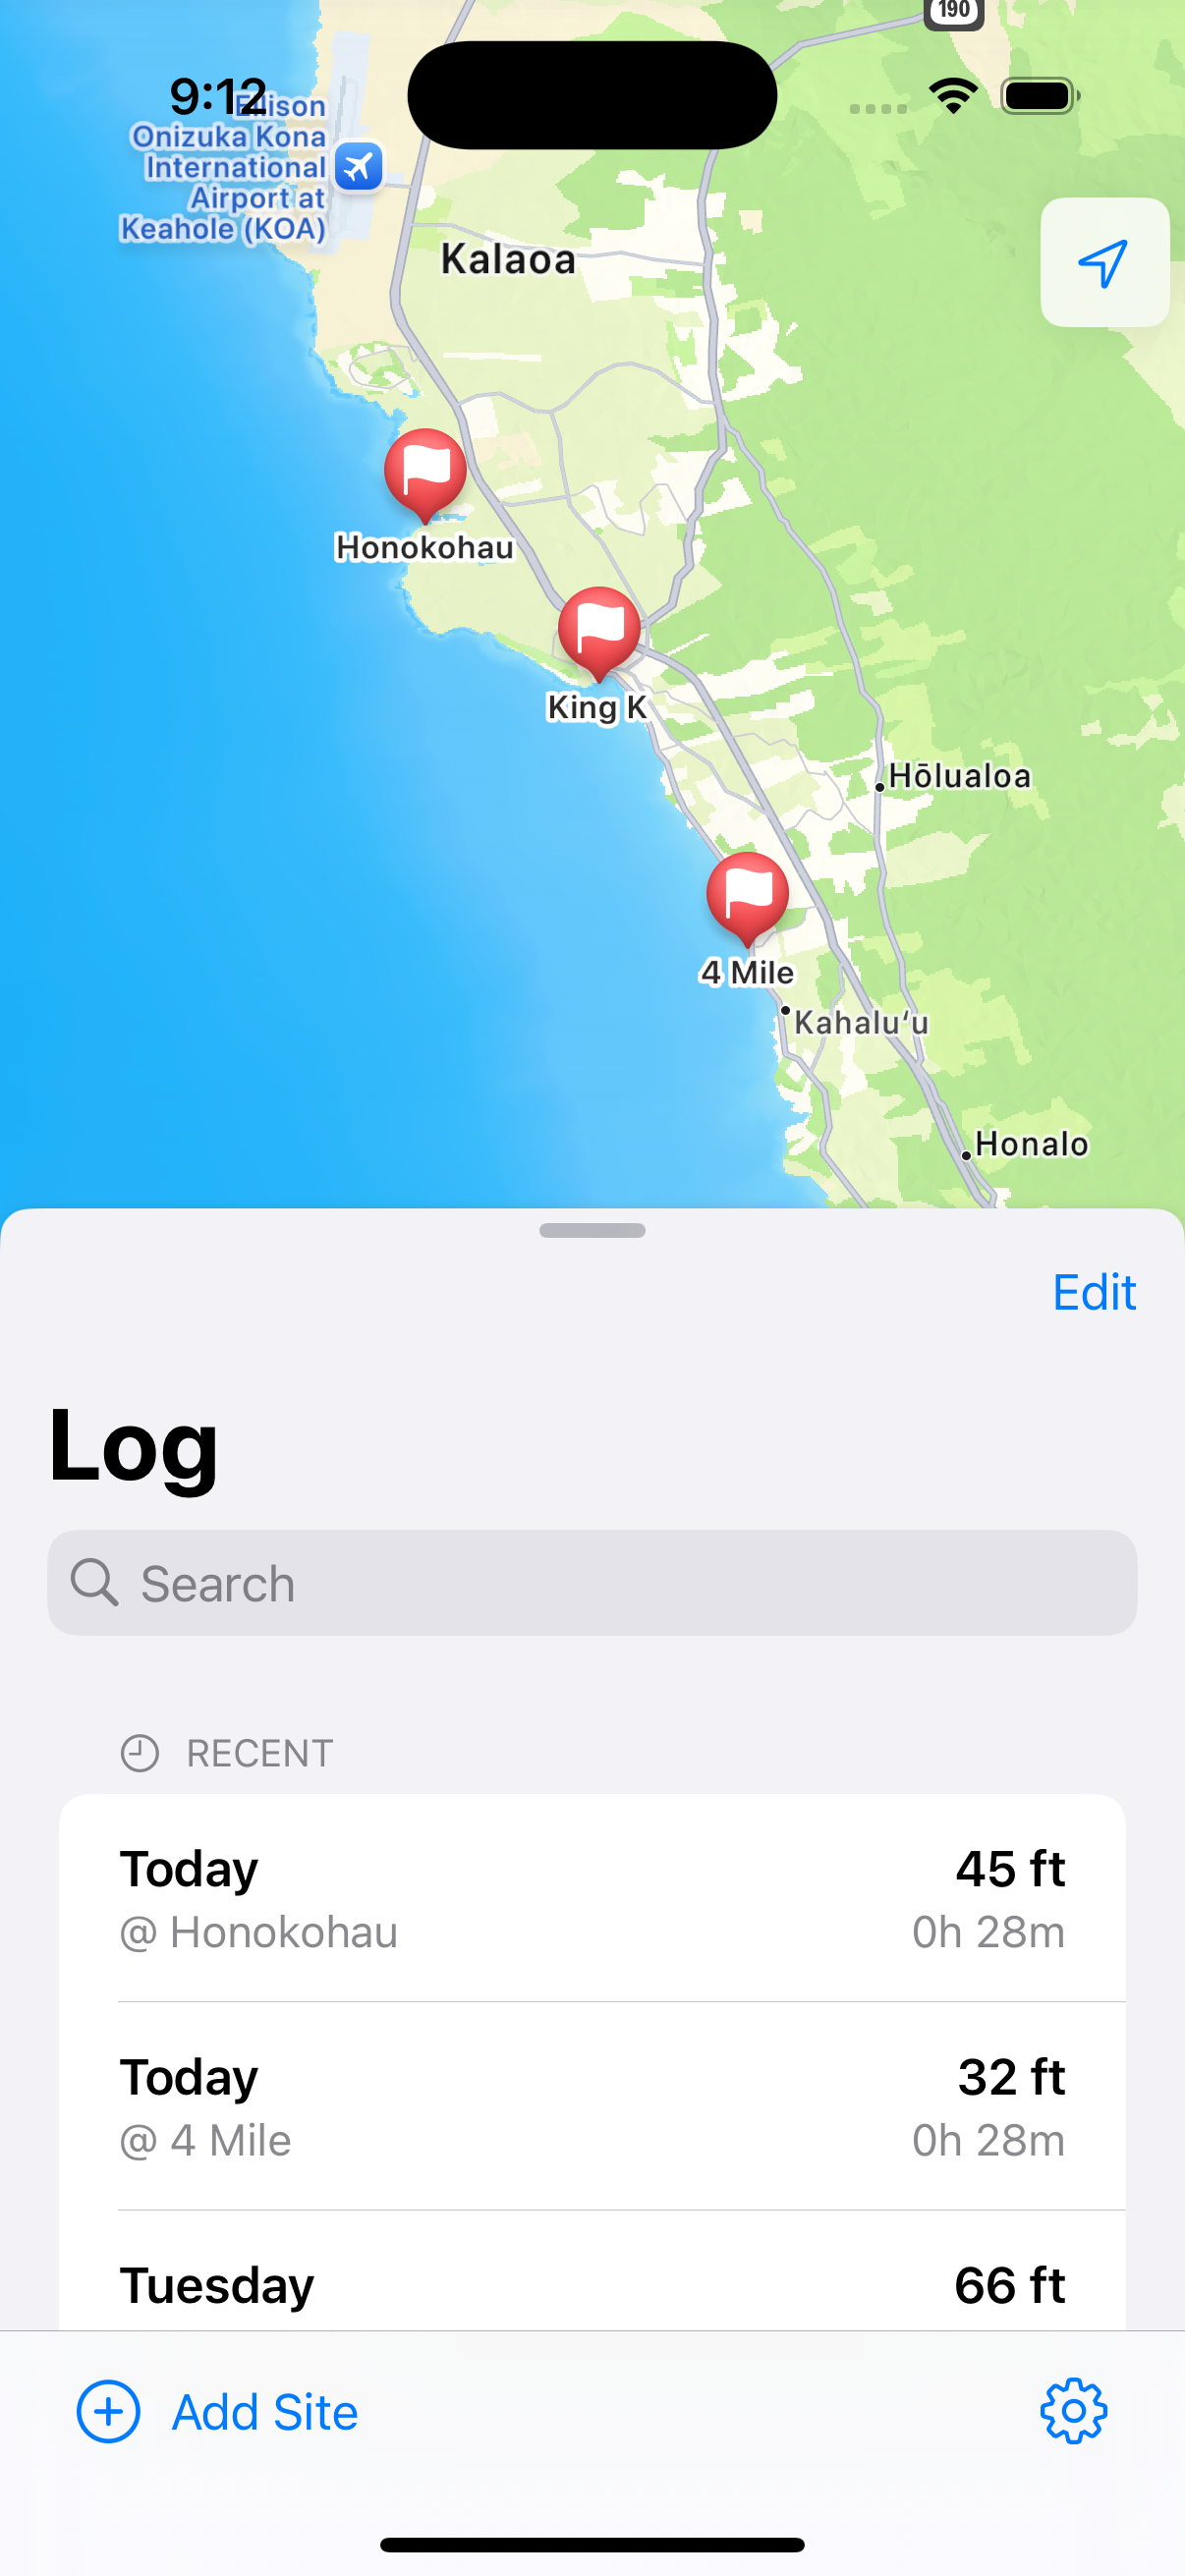 190
9:12
Ellison
Onizuka Kona
International
Airport at
Keahole (KOA)
Kalaoa
Honokohau
King K
Hōlualoa
4 Mile
Kahaluʻu
Honalo
Edit
Log
Search
RECENT
Today 45 ft
@ Honokohau 0h 28m
Today 32 ft
@ 4 Mile 0h 28m
Tuesday 66 ft
Add Site